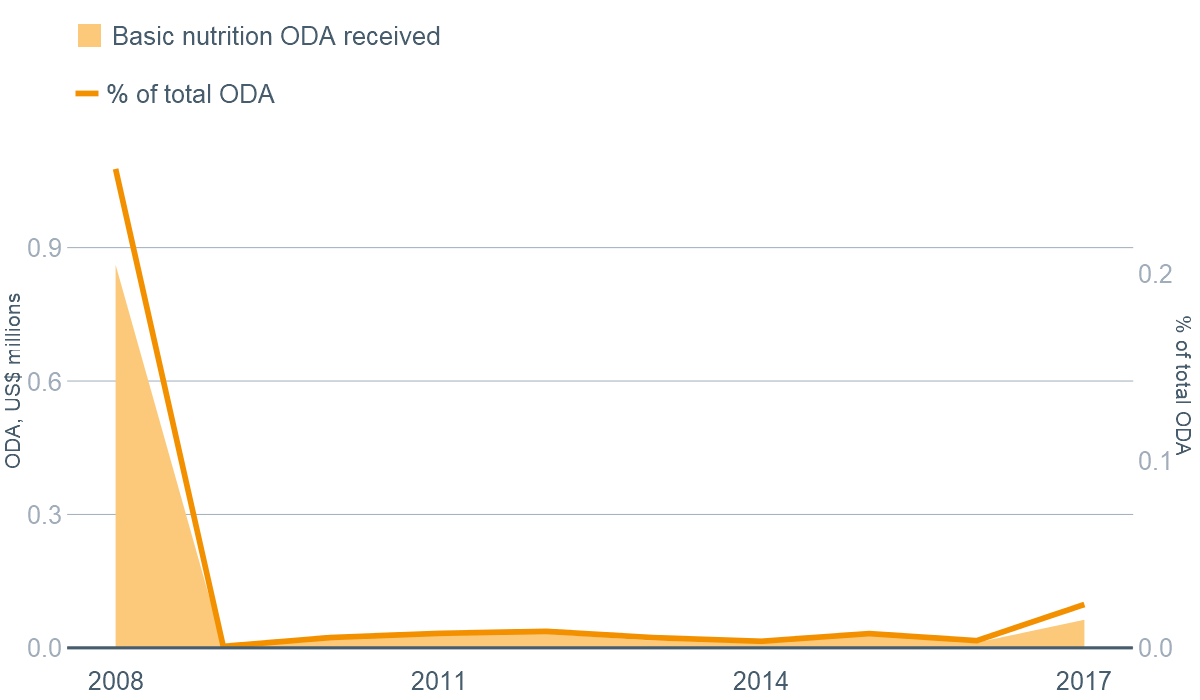 Basic nutrition ODA received
% of total ODA
0.9
0.6
0.3
0.0
ODA, US$ millions
0.2
0.1
0.0
% of total ODA
2008
2011
2014
2017